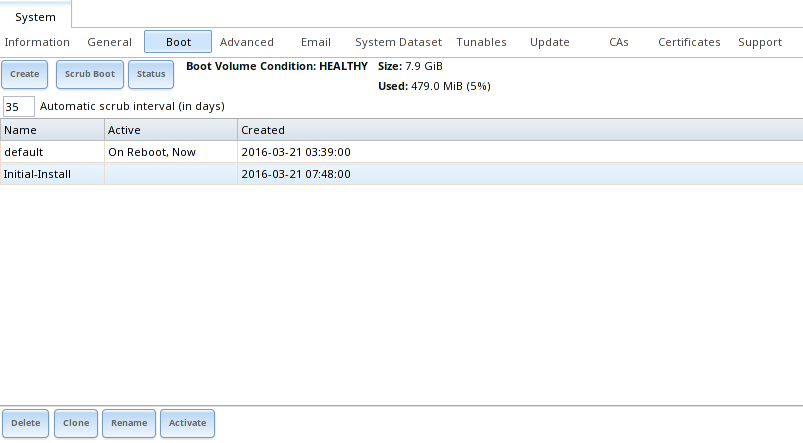 System
Information General Boot Advanced Email System Dataset Tunables Update CAs Certificates Support
Create Scrub Boot Status Boot Volume Condition: HEALTHY Size: 7.9 GiB
Used: 479.0 MiB (5%)
35 Automatic scrub interval (in days)
Name Active Created
default On Reboot, Now 2016-03-21 03:39:00
Initial-Install 2016-03-21 07:48:00
Delete Clone Rename Activate